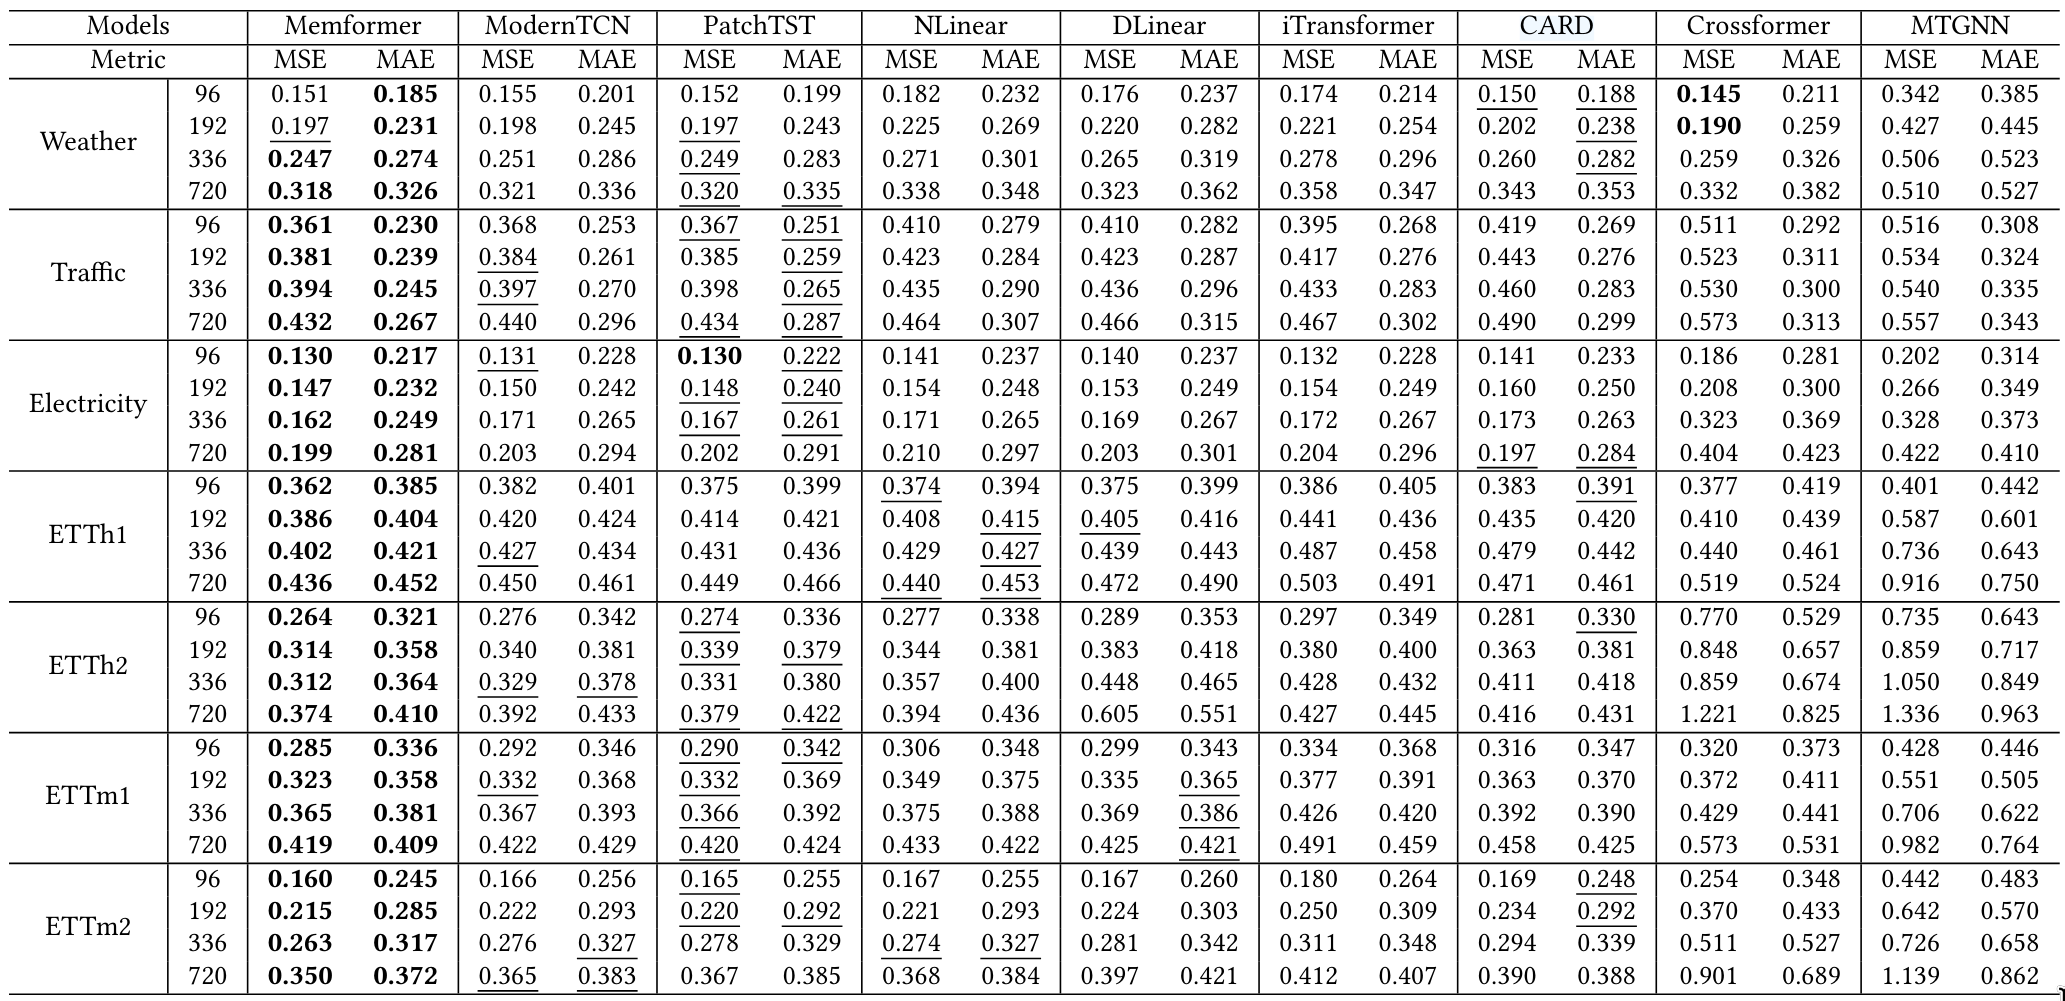 Models Memformer ModernTCN PatchTST NLinear DLinear iTransformer CARD Crossformer MTGNN
Metric MSE MAE MSE MAE MSE MAE MSE MAE MSE MAE MSE MAE MSE MAE MSE MAE MSE MAE
Weather
96 0.151 0.185 0.155 0.201 0.152 0.199 0.182 0.232 0.176 0.237 0.174 0.214 0.150 0.188 0.145 0.211 0.342 0.385
192 0.197 0.231 0.198 0.245 0.197 0.243 0.225 0.269 0.220 0.282 0.221 0.254 0.202 0.238 0.190 0.259 0.427 0.445
336 0.247 0.274 0.251 0.286 0.249 0.283 0.271 0.301 0.265 0.319 0.278 0.296 0.260 0.282 0.259 0.326 0.506 0.523
720 0.318 0.326 0.321 0.336 0.320 0.335 0.338 0.348 0.323 0.362 0.358 0.347 0.343 0.353 0.332 0.382 0.510 0.527
Traffic
96 0.361 0.230 0.368 0.253 0.367 0.251 0.410 0.279 0.410 0.282 0.395 0.268 0.419 0.269 0.511 0.292 0.516 0.308
192 0.381 0.239 0.384 0.261 0.385 0.259 0.423 0.284 0.423 0.287 0.417 0.276 0.443 0.276 0.523 0.311 0.534 0.324
336 0.394 0.245 0.397 0.270 0.398 0.265 0.435 0.290 0.436 0.296 0.433 0.283 0.460 0.283 0.530 0.300 0.540 0.335
720 0.432 0.267 0.440 0.296 0.434 0.287 0.464 0.307 0.466 0.315 0.467 0.302 0.490 0.299 0.573 0.313 0.557 0.343
Electricity
96 0.130 0.217 0.131 0.228 0.130 0.222 0.141 0.237 0.140 0.237 0.132 0.228 0.141 0.233 0.186 0.281 0.202 0.314
192 0.147 0.232 0.150 0.242 0.148 0.240 0.154 0.248 0.153 0.249 0.154 0.249 0.160 0.250 0.208 0.300 0.266 0.349
336 0.162 0.249 0.171 0.265 0.167 0.261 0.171 0.265 0.169 0.267 0.172 0.267 0.173 0.263 0.323 0.369 0.328 0.373
720 0.199 0.281 0.203 0.294 0.202 0.291 0.210 0.297 0.203 0.301 0.204 0.296 0.197 0.284 0.404 0.423 0.422 0.410
ETTh1
96 0.362 0.385 0.382 0.401 0.375 0.399 0.374 0.394 0.375 0.399 0.386 0.405 0.383 0.391 0.377 0.419 0.401 0.442
192 0.386 0.404 0.420 0.424 0.414 0.421 0.408 0.415 0.405 0.416 0.441 0.436 0.435 0.420 0.410 0.439 0.587 0.601
336 0.402 0.421 0.427 0.434 0.431 0.436 0.429 0.427 0.439 0.443 0.487 0.458 0.479 0.442 0.440 0.461 0.736 0.643
720 0.436 0.452 0.450 0.461 0.449 0.466 0.440 0.453 0.472 0.490 0.503 0.491 0.471 0.461 0.519 0.524 0.916 0.750
ETTh2
96 0.264 0.321 0.276 0.342 0.274 0.336 0.277 0.338 0.289 0.353 0.297 0.349 0.281 0.330 0.770 0.529 0.735 0.643
192 0.314 0.358 0.340 0.381 0.339 0.379 0.344 0.381 0.383 0.418 0.380 0.400 0.363 0.381 0.848 0.657 0.859 0.717
336 0.312 0.364 0.329 0.378 0.331 0.380 0.357 0.400 0.448 0.465 0.428 0.432 0.411 0.418 0.859 0.674 1.050 0.849
720 0.374 0.410 0.392 0.433 0.379 0.422 0.394 0.436 0.605 0.551 0.427 0.445 0.416 0.431 1.221 0.825 1.336 0.963
ETTm1
96 0.285 0.336 0.292 0.346 0.290 0.342 0.306 0.348 0.299 0.343 0.334 0.368 0.316 0.347 0.320 0.373 0.428 0.446
192 0.323 0.358 0.332 0.368 0.332 0.369 0.349 0.375 0.335 0.365 0.377 0.391 0.363 0.370 0.372 0.411 0.551 0.505
336 0.365 0.381 0.367 0.393 0.366 0.392 0.375 0.388 0.369 0.386 0.426 0.420 0.392 0.390 0.429 0.441 0.706 0.622
720 0.419 0.409 0.422 0.429 0.420 0.424 0.433 0.422 0.425 0.421 0.491 0.459 0.458 0.425 0.573 0.531 0.982 0.764
ETTm2
96 0.160 0.245 0.166 0.256 0.165 0.255 0.167 0.255 0.167 0.260 0.180 0.264 0.169 0.248 0.254 0.348 0.442 0.483
192 0.215 0.285 0.222 0.293 0.220 0.292 0.221 0.293 0.224 0.303 0.250 0.309 0.234 0.292 0.370 0.433 0.642 0.570
336 0.263 0.317 0.276 0.327 0.278 0.329 0.274 0.327 0.281 0.342 0.311 0.348 0.294 0.339 0.511 0.527 0.726 0.658
720 0.350 0.372 0.365 0.383 0.367 0.385 0.368 0.384 0.397 0.421 0.412 0.407 0.390 0.388 0.901 0.689 1.139 0.862